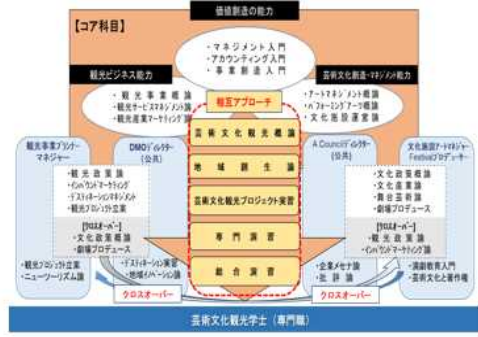 価値創造の能力
【コア科目】
・マネジメント入門
・アカウンティング入門
・事業創造入門
観光ビジネス能力
芸術文化創造・マネジメント能力
・観光事業概論
・観光サービスマネジメント論
・観光産業マーケティング論
相互アプローチ
・アートマネジメント概論
・パフォーミングアーツ概論
・文化施設運営論
芸術文化観光概論
地域創生論
芸術文化観光プロジェクト実習
専門演習
総合演習
観光事業プランナー
マネジャー
DMOディレクター
(公共)
A Councilディレクター
(公共)
文化施設アートマネジャー
Festivalプロデューサー
・観光政策論
・インバウンドマーケティング
・デスティネーションマネジメント
・観光プロジェクト立案
[クロスオーバー]
・文化政策概論
・劇場プロデュース
・文化政策概論
・文化産業論
・舞台芸術論
・劇場プロデュース
[クロスオーバー]
・観光政策論
・インバウンドマーケティング論
・観光プロジェクト立案
・ニューツーリズム論
・デスティネーション実習
・地域イノベーション論
・企業メセナ論
・批評論
・演劇教育入門
・芸術文化と著作権
クロスオーバー
クロスオーバー
芸術文化観光学士(専門職)